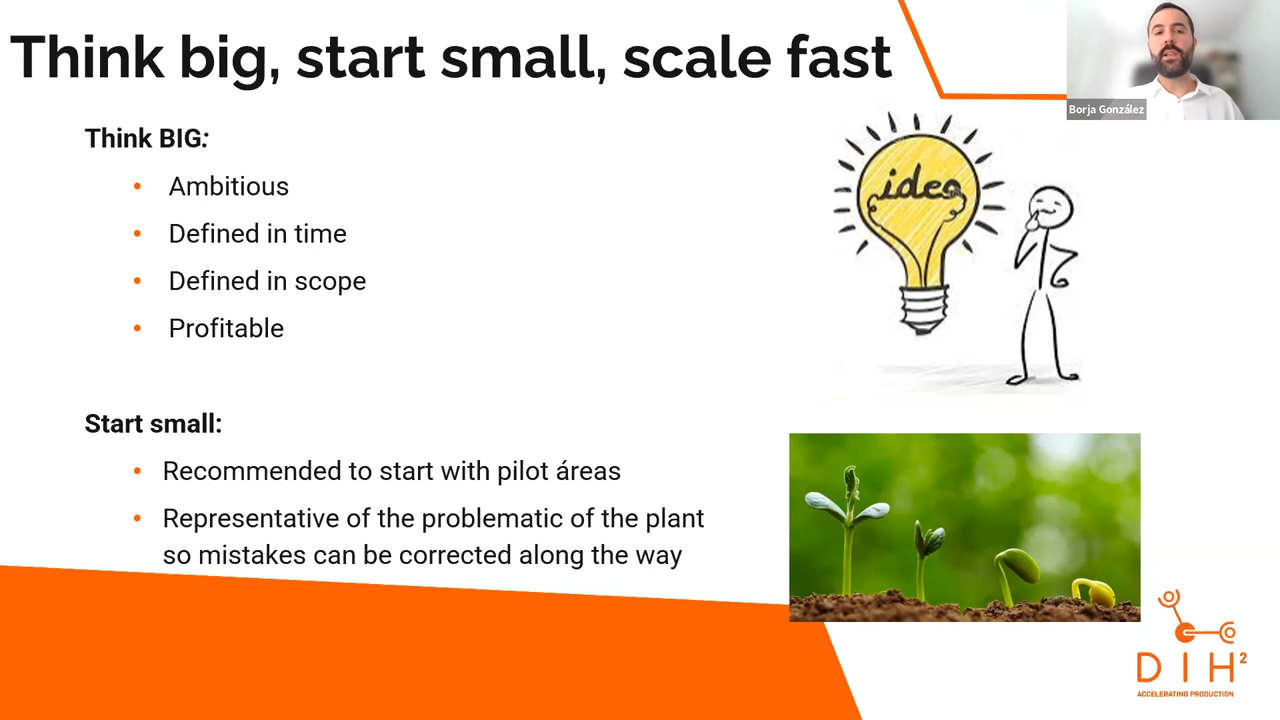 Think big, start small, scale fast
Borja González
Think BIG:
• Ambitious
• Defined in time
• Defined in scope
• Profitable
idea
Start small:
• Recommended to start with pilot áreas
• Representative of the problematic of the plant
so mistakes can be corrected along the way
DIH²
ACCELERATING PRODUCTION